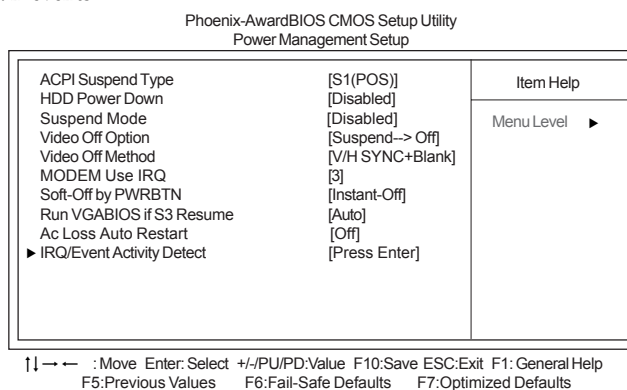 Phoenix-AwardBIOS CMOS Setup Utility
Power Management Setup
ACPI Suspend Type [S1(POS)]
HDD Power Down [Disabled]
Suspend Mode [Disabled]
Video Off Option [Suspend--> Off]
Video Off Method [V/H SYNC+Blank]
MODEM Use IRQ [3]
Soft-Off by PWRBTN [Instant-Off]
Run VGABIOS if S3 Resume [Auto]
Ac Loss Auto Restart [Off]
▶ IRQ/Event Activity Detect [Press Enter]
Item Help
Menu Level ▶
↑↓→← : Move Enter: Select +/-/PU/PD:Value F10:Save ESC:Exit F1: General Help
F5:Previous Values F6:Fail-Safe Defaults F7:Optimized Defaults